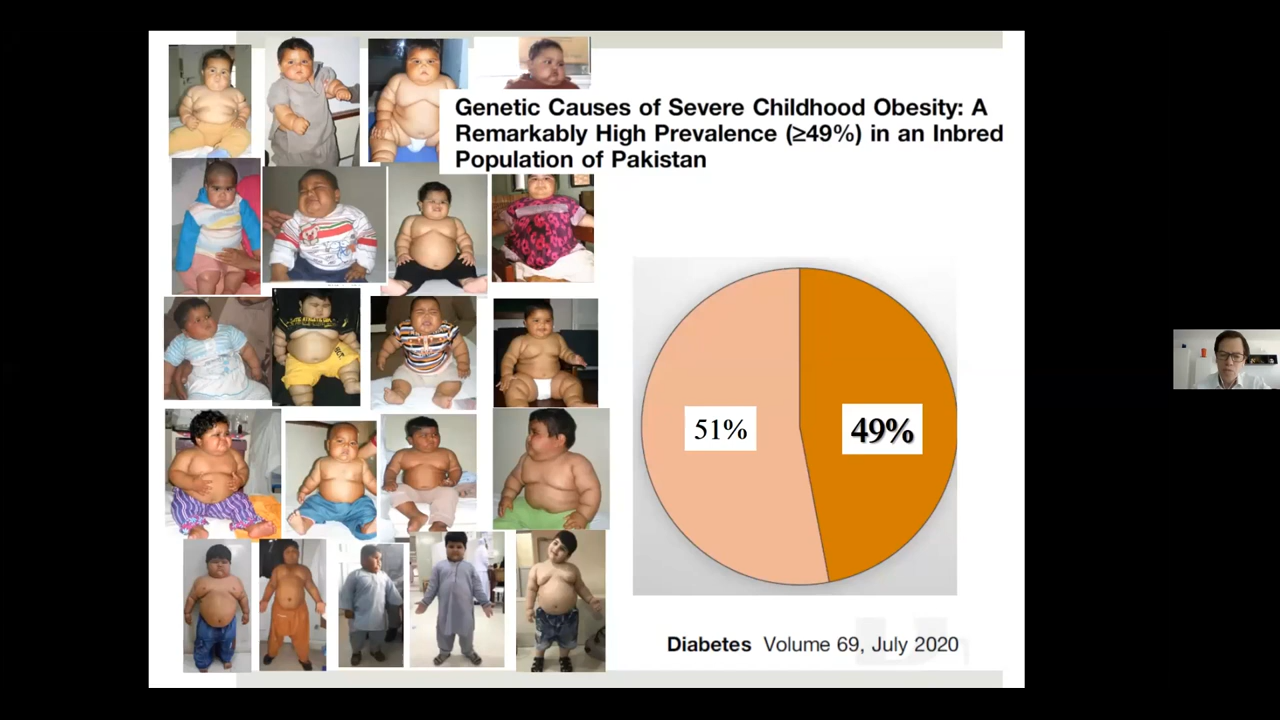 Genetic Causes of Severe Childhood Obesity: A
Remarkably High Prevalence (≥49%) in an Inbred
Population of Pakistan
51%
49%
Diabetes Volume 69, July 2020